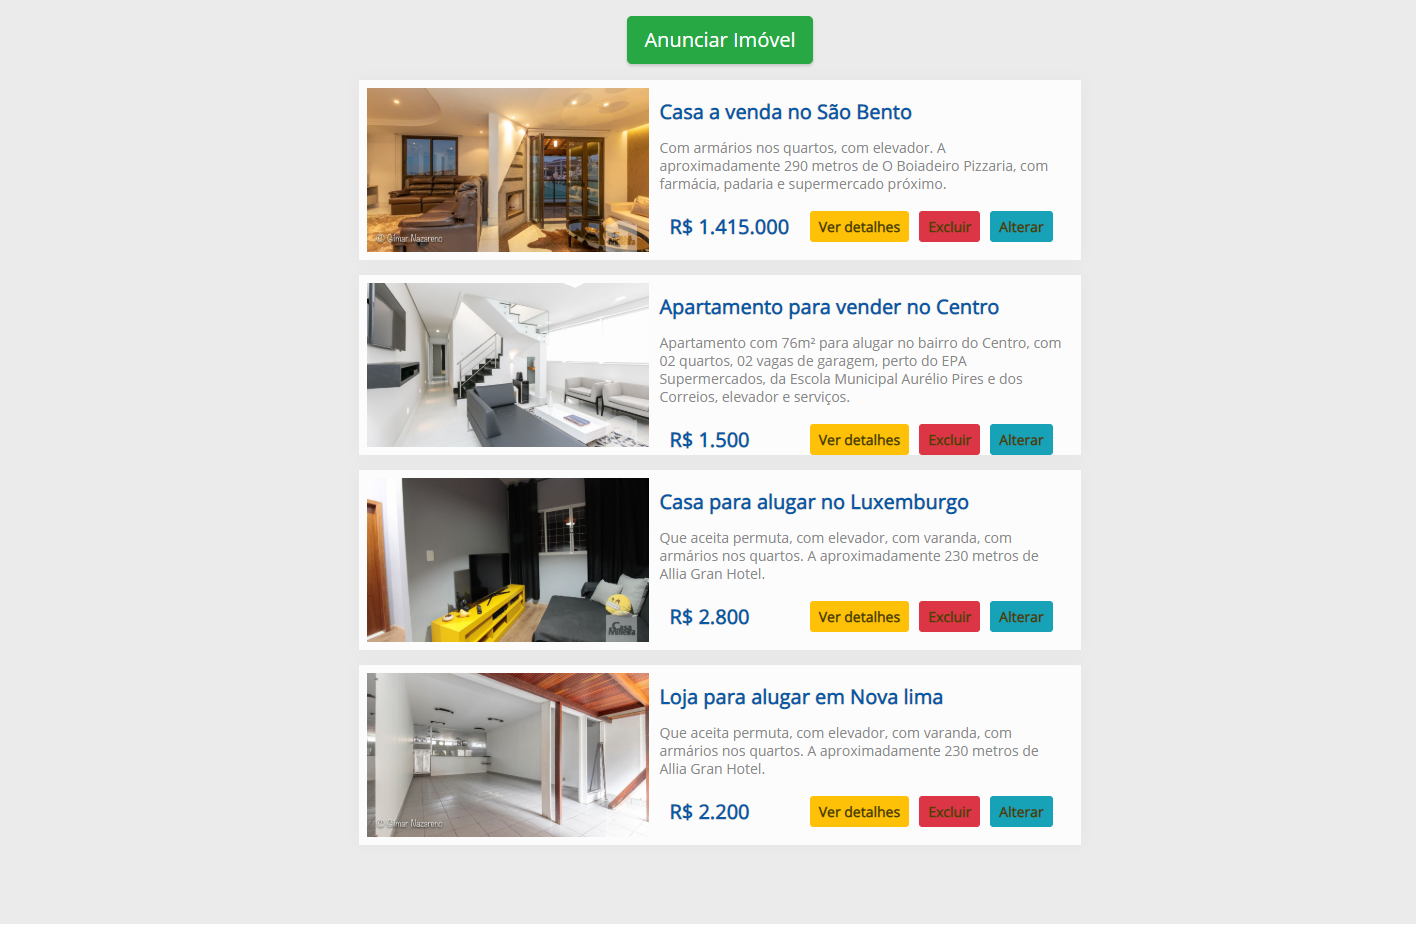 Anunciar Imóvel
Casa a venda no São Bento
Com armários nos quartos, com elevador. A
aproximadamente 290 metros de O Boiadeiro Pizzaria, com
farmácia, padaria e supermercado próximo.
R$ 1.415.000 Ver detalhes Excluir Alterar
© Gilmar Nazareno
Apartamento para vender no Centro
Apartamento com 76m² para alugar no bairro do Centro, com
02 quartos, 02 vagas de garagem, perto do EPA
Supermercados, da Escola Municipal Aurélio Pires e dos
Correios, elevador e serviços.
R$ 1.500 Ver detalhes Excluir Alterar
Casa para alugar no Luxemburgo
Que aceita permuta, com elevador, com varanda, com
armários nos quartos. A aproximadamente 230 metros de
Allia Gran Hotel.
R$ 2.800 Ver detalhes Excluir Alterar
Casa
Mineira
Loja para alugar em Nova lima
Que aceita permuta, com elevador, com varanda, com
armários nos quartos. A aproximadamente 230 metros de
Allia Gran Hotel.
R$ 2.200 Ver detalhes Excluir Alterar
© Gilmar Nazareno